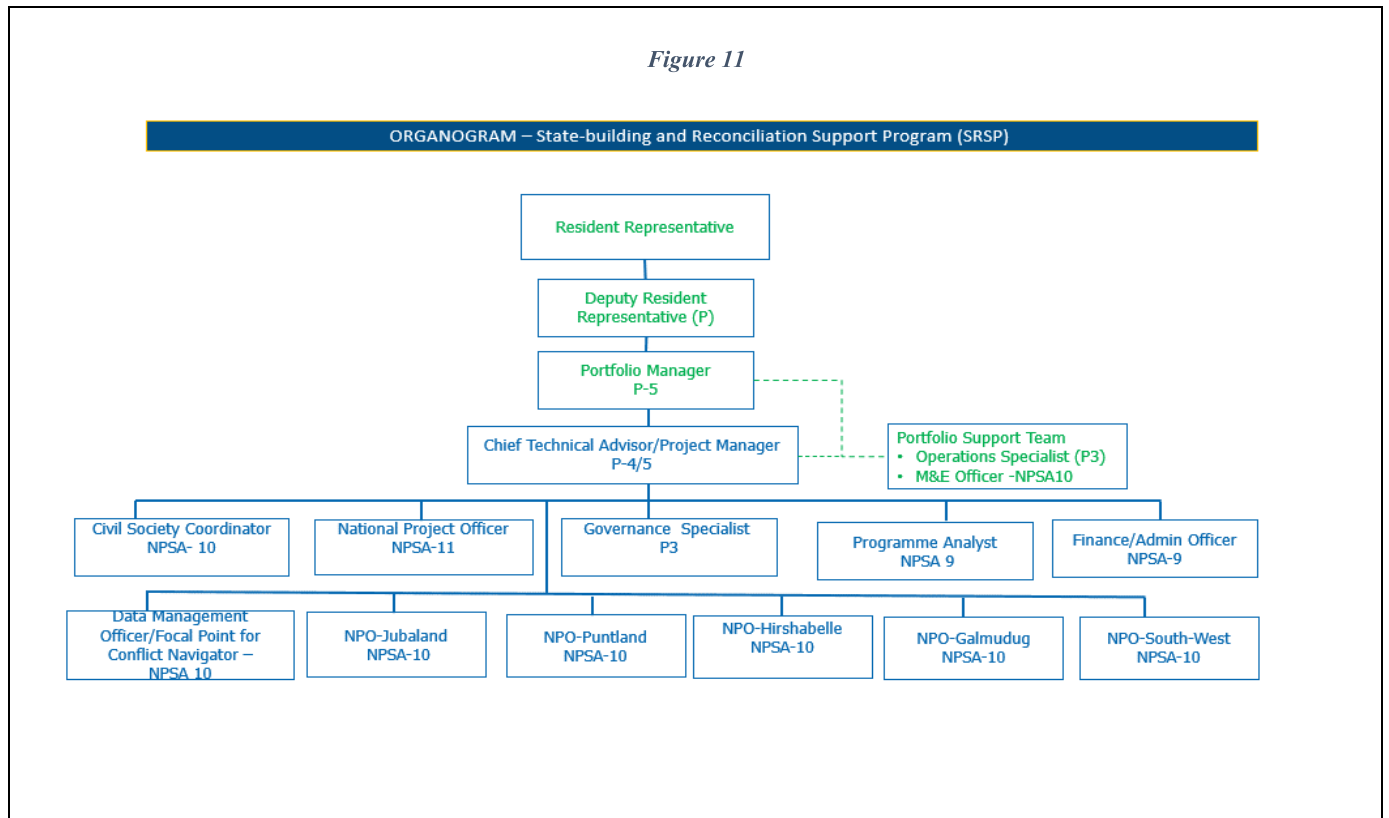 Figure 11
ORGANOGRAM – State-building and Reconciliation Support Program (SRSP)
Resident Representative
Deputy Resident
Representative (P)
Portfolio Manager
P-5
Chief Technical Advisor/Project Manager
P-4/5
Portfolio Support Team
• Operations Specialist (P3)
• M&E Officer -NPSA10
Civil Society Coordinator
NPSA- 10
National Project Officer
NPSA-11
Governance Specialist
P3
Programme Analyst
NPSA 9
Finance/Admin Officer
NPSA-9
Data Management
Officer/Focal Point for
Conflict Navigator –
NPSA 10
NPO-Jubaland
NPSA-10
NPO-Puntland
NPSA-10
NPO-Hirshabelle
NPSA-10
NPO-Galmudug
NPSA-10
NPO-South-West
NPSA-10